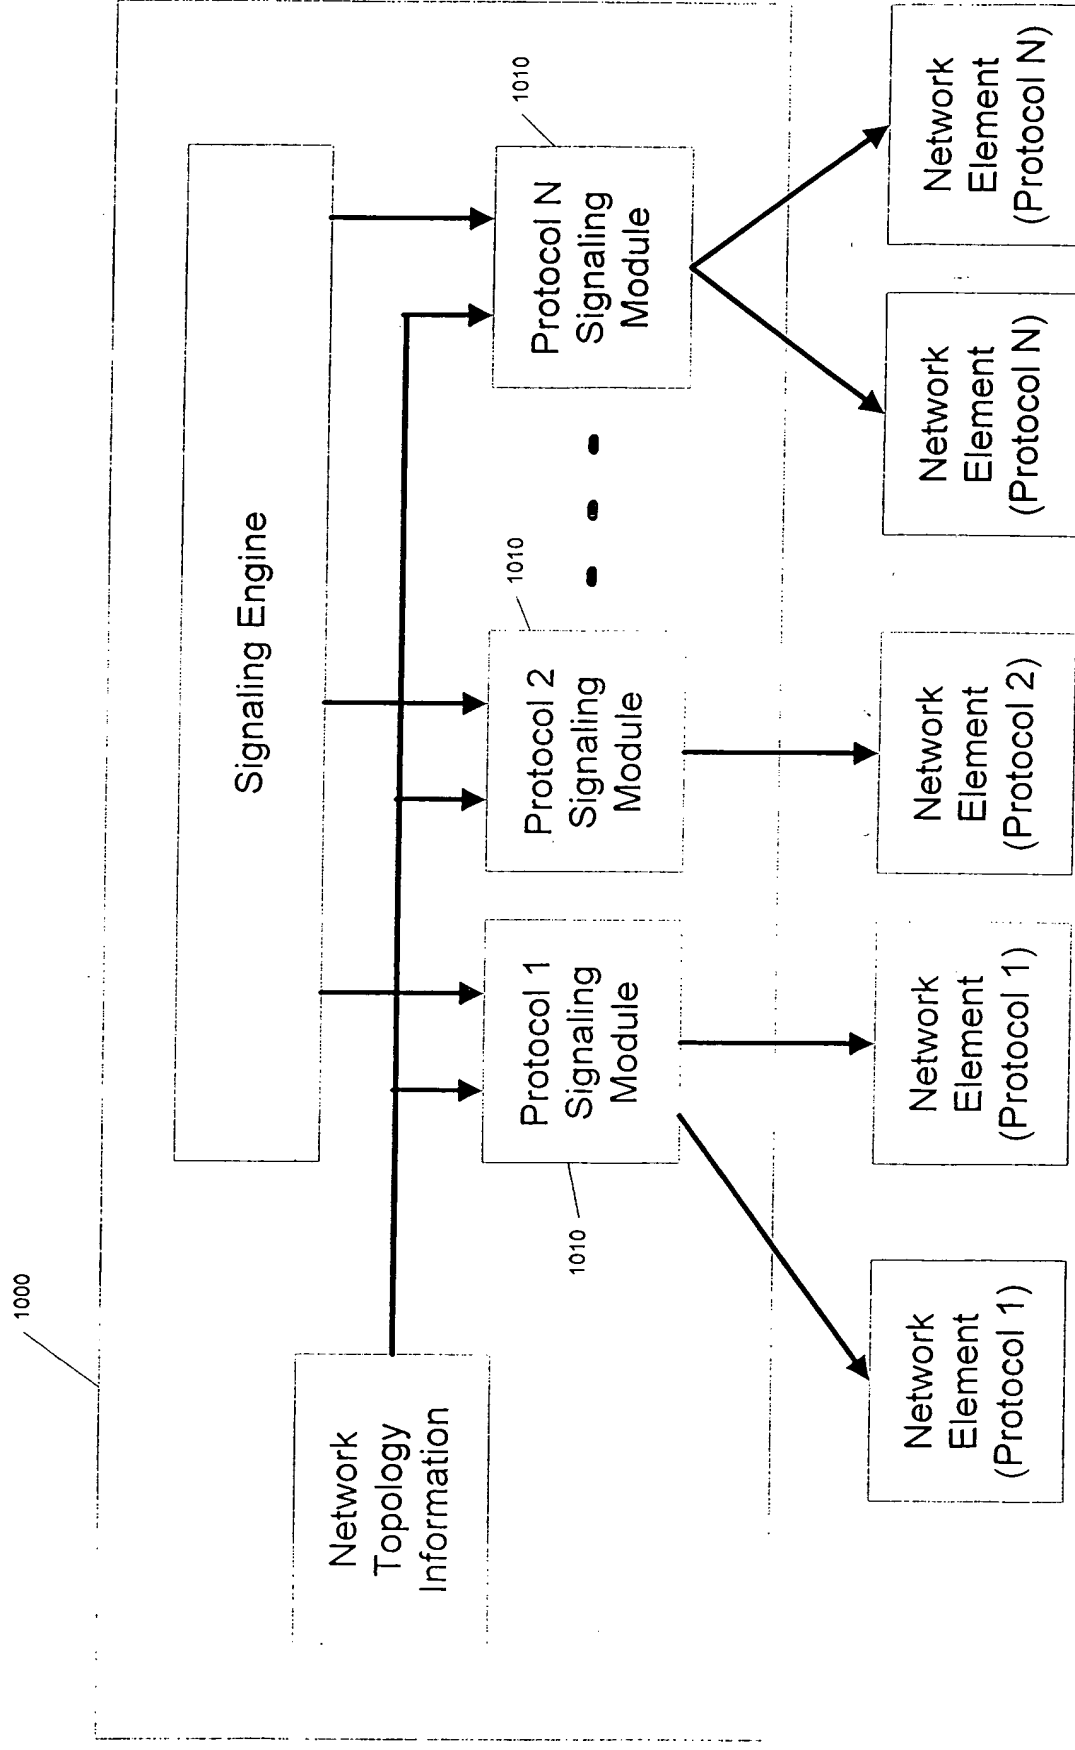 1000
Signaling Engine
Network
Topology
Information
1010
Protocol 1
Signaling
Module
1010
Protocol 2
Signaling
Module
1010
Protocol N
Signaling
Module
Network
Element
(Protocol 1)
Network
Element
(Protocol 1)
Network
Element
(Protocol 2)
Network
Element
(Protocol N)
Network
Element
(Protocol N)